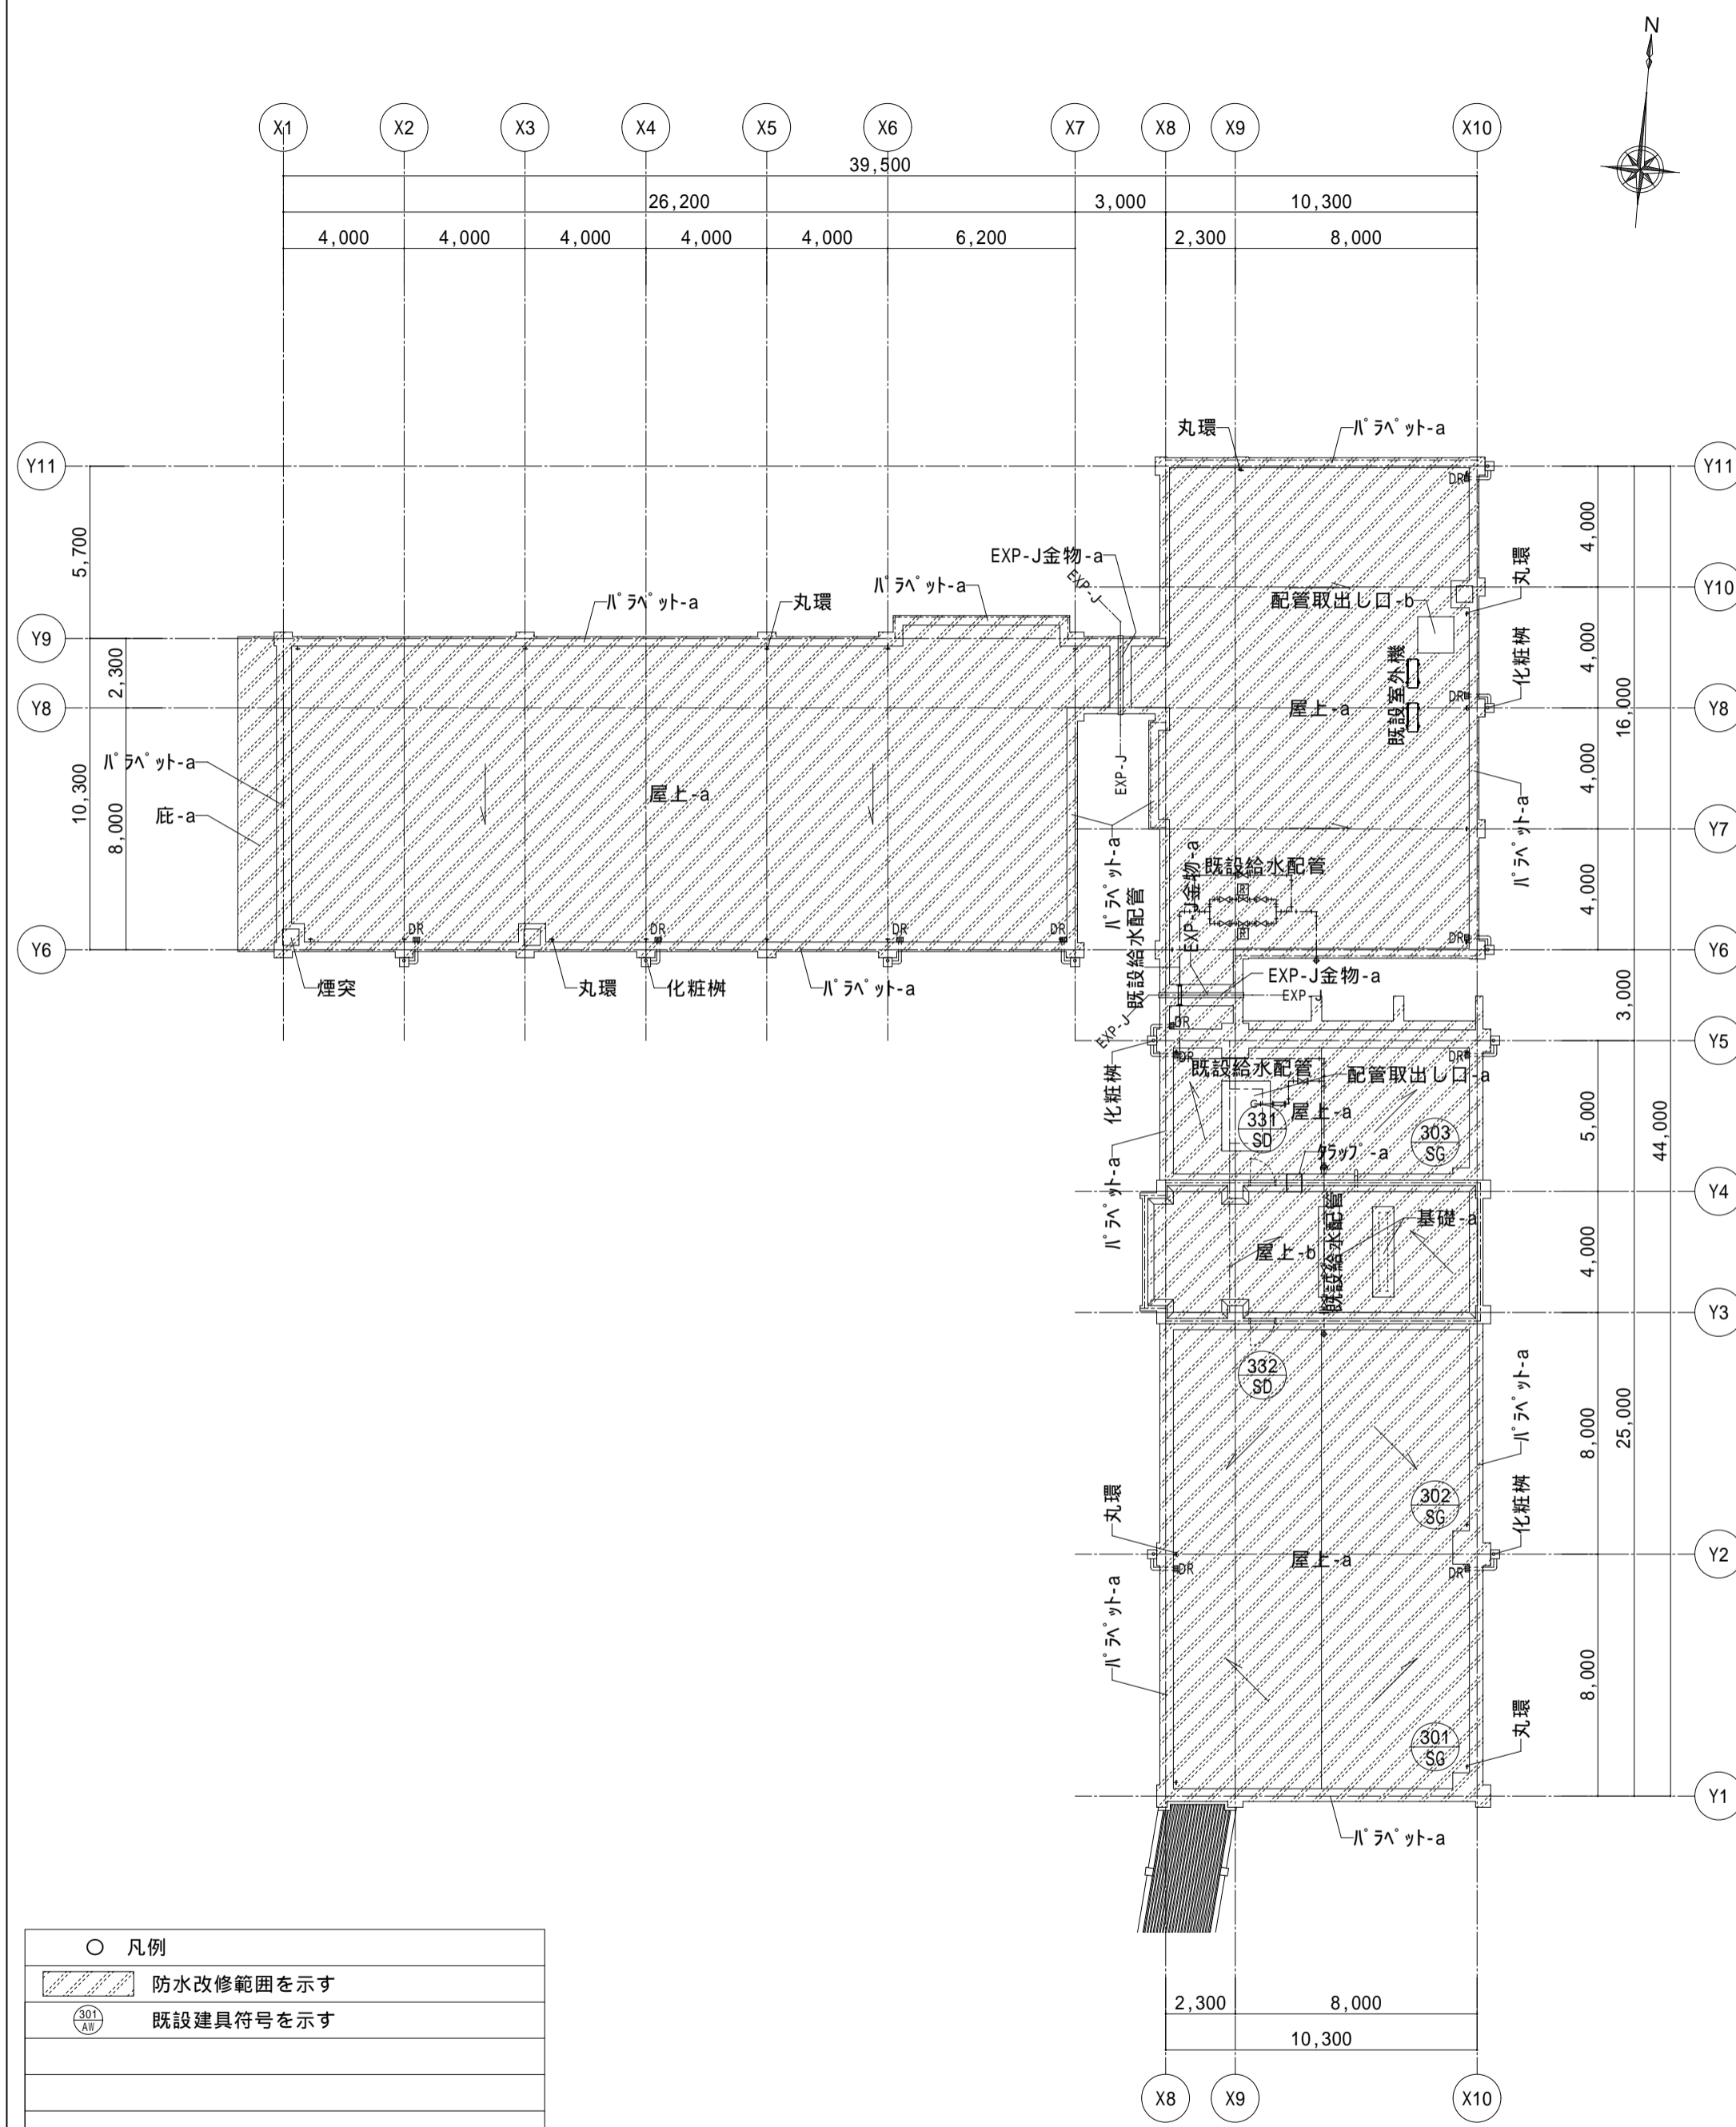 N
X1 X2 X3 X4 X5 X6 X7 X8 X9 X10
39,500
26,200 3,000 10,300
4,000 4,000 4,000 4,000 4,000 6,200 2,300 8,000
丸環 ﾊﾟﾗﾍﾟｯﾄ-a
Y11 Y11
DR
5,700 4,000
EXP-J金物-a 丸環
EXP-J
ﾊﾟﾗﾍﾟｯﾄ-a
Y10
ﾊﾟﾗﾍﾟｯﾄ-a 丸環 配管取出し口-b
Y9
2,300 既設室外機 4,000 化粧桝
DR
Y8 屋上-a Y8
16,000
ﾊﾟﾗﾍﾟｯﾄ-a EXP-J
10,300 8,000 屋上-a 4,000
庇-a
Y7
ﾊﾟﾗﾍﾟｯﾄ-a ﾊﾟﾗﾍﾟｯﾄ-a
既設給水配管 EXP-J金物-a 既設給水配管
4,000
DR DR DR DR DR
Y6 Y6
煙突 丸環 化粧桝 ﾊﾟﾗﾍﾟｯﾄ-a EXP-J金物-a
EXP-J
3,000
EXP-J DR
Y5
DR DR
既設給水配管 配管取出し口-a
化粧桝 屋上-a
331 SD 303 SG
5,000 44,000
ﾀﾗｯﾌﾟ-a
ﾊﾟﾗﾍﾟｯﾄ-a
Y4
基礎-a
屋上-b 既設給水配管 4,000
Y3
332 SD
ﾊﾟﾗﾍﾟｯﾄ-a
8,000 25,000
丸環 302 SG 化粧桝
屋上-a Y2
DR DR
ﾊﾟﾗﾍﾟｯﾄ-a
8,000
301 SG 丸環
Y1
ﾊﾟﾗﾍﾟｯﾄ-a
○ 凡例
防水改修範囲を示す
301 AW 既設建具符号を示す
2,300 8,000
10,300
X8 X9 X10